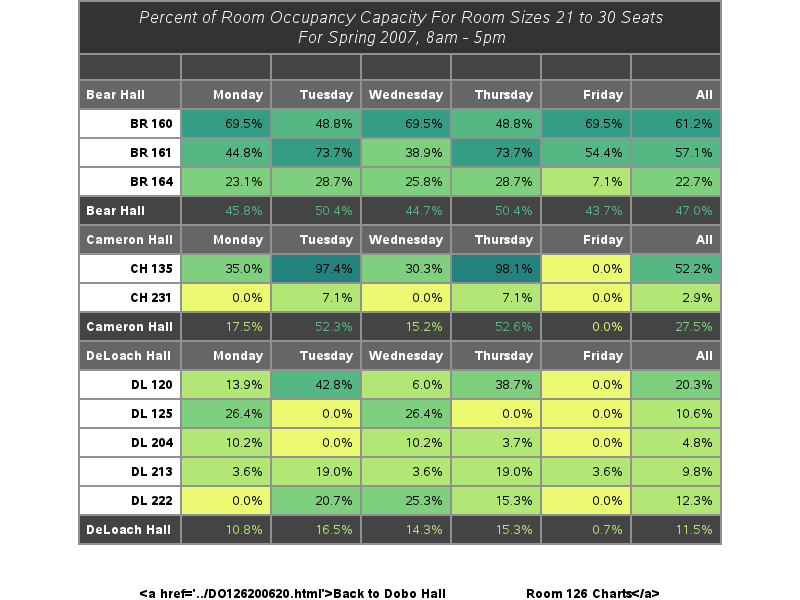 Percent of Room Occupancy Capacity For Room Sizes 21 to 30 Seats
For Spring 2007, 8am - 5pm
Bear Hall Monday Tuesday Wednesday Thursday Friday All
BR 160 69.5% 48.8% 69.5% 48.8% 69.5% 61.2%
BR 161 44.8% 73.7% 38.9% 73.7% 54.4% 57.1%
BR 164 23.1% 28.7% 25.8% 28.7% 7.1% 22.7%
Bear Hall 45.8% 50.4% 44.7% 50.4% 43.7% 47.0%
Cameron Hall Monday Tuesday Wednesday Thursday Friday All
CH 135 35.0% 97.4% 30.3% 98.1% 0.0% 52.2%
CH 231 0.0% 7.1% 0.0% 7.1% 0.0% 2.9%
Cameron Hall 17.5% 52.3% 15.2% 52.6% 0.0% 27.5%
DeLoach Hall Monday Tuesday Wednesday Thursday Friday All
DL 120 13.9% 42.8% 6.0% 38.7% 0.0% 20.3%
DL 125 26.4% 0.0% 26.4% 0.0% 0.0% 10.6%
DL 204 10.2% 0.0% 10.2% 3.7% 0.0% 4.8%
DL 213 3.6% 19.0% 3.6% 19.0% 3.6% 9.8%
DL 222 0.0% 20.7% 25.3% 15.3% 0.0% 12.3%
DeLoach Hall 10.8% 16.5% 14.3% 15.3% 0.7% 11.5%
<a href='../DO126200620.html'>Back to Dobo Hall Room 126 Charts</a>